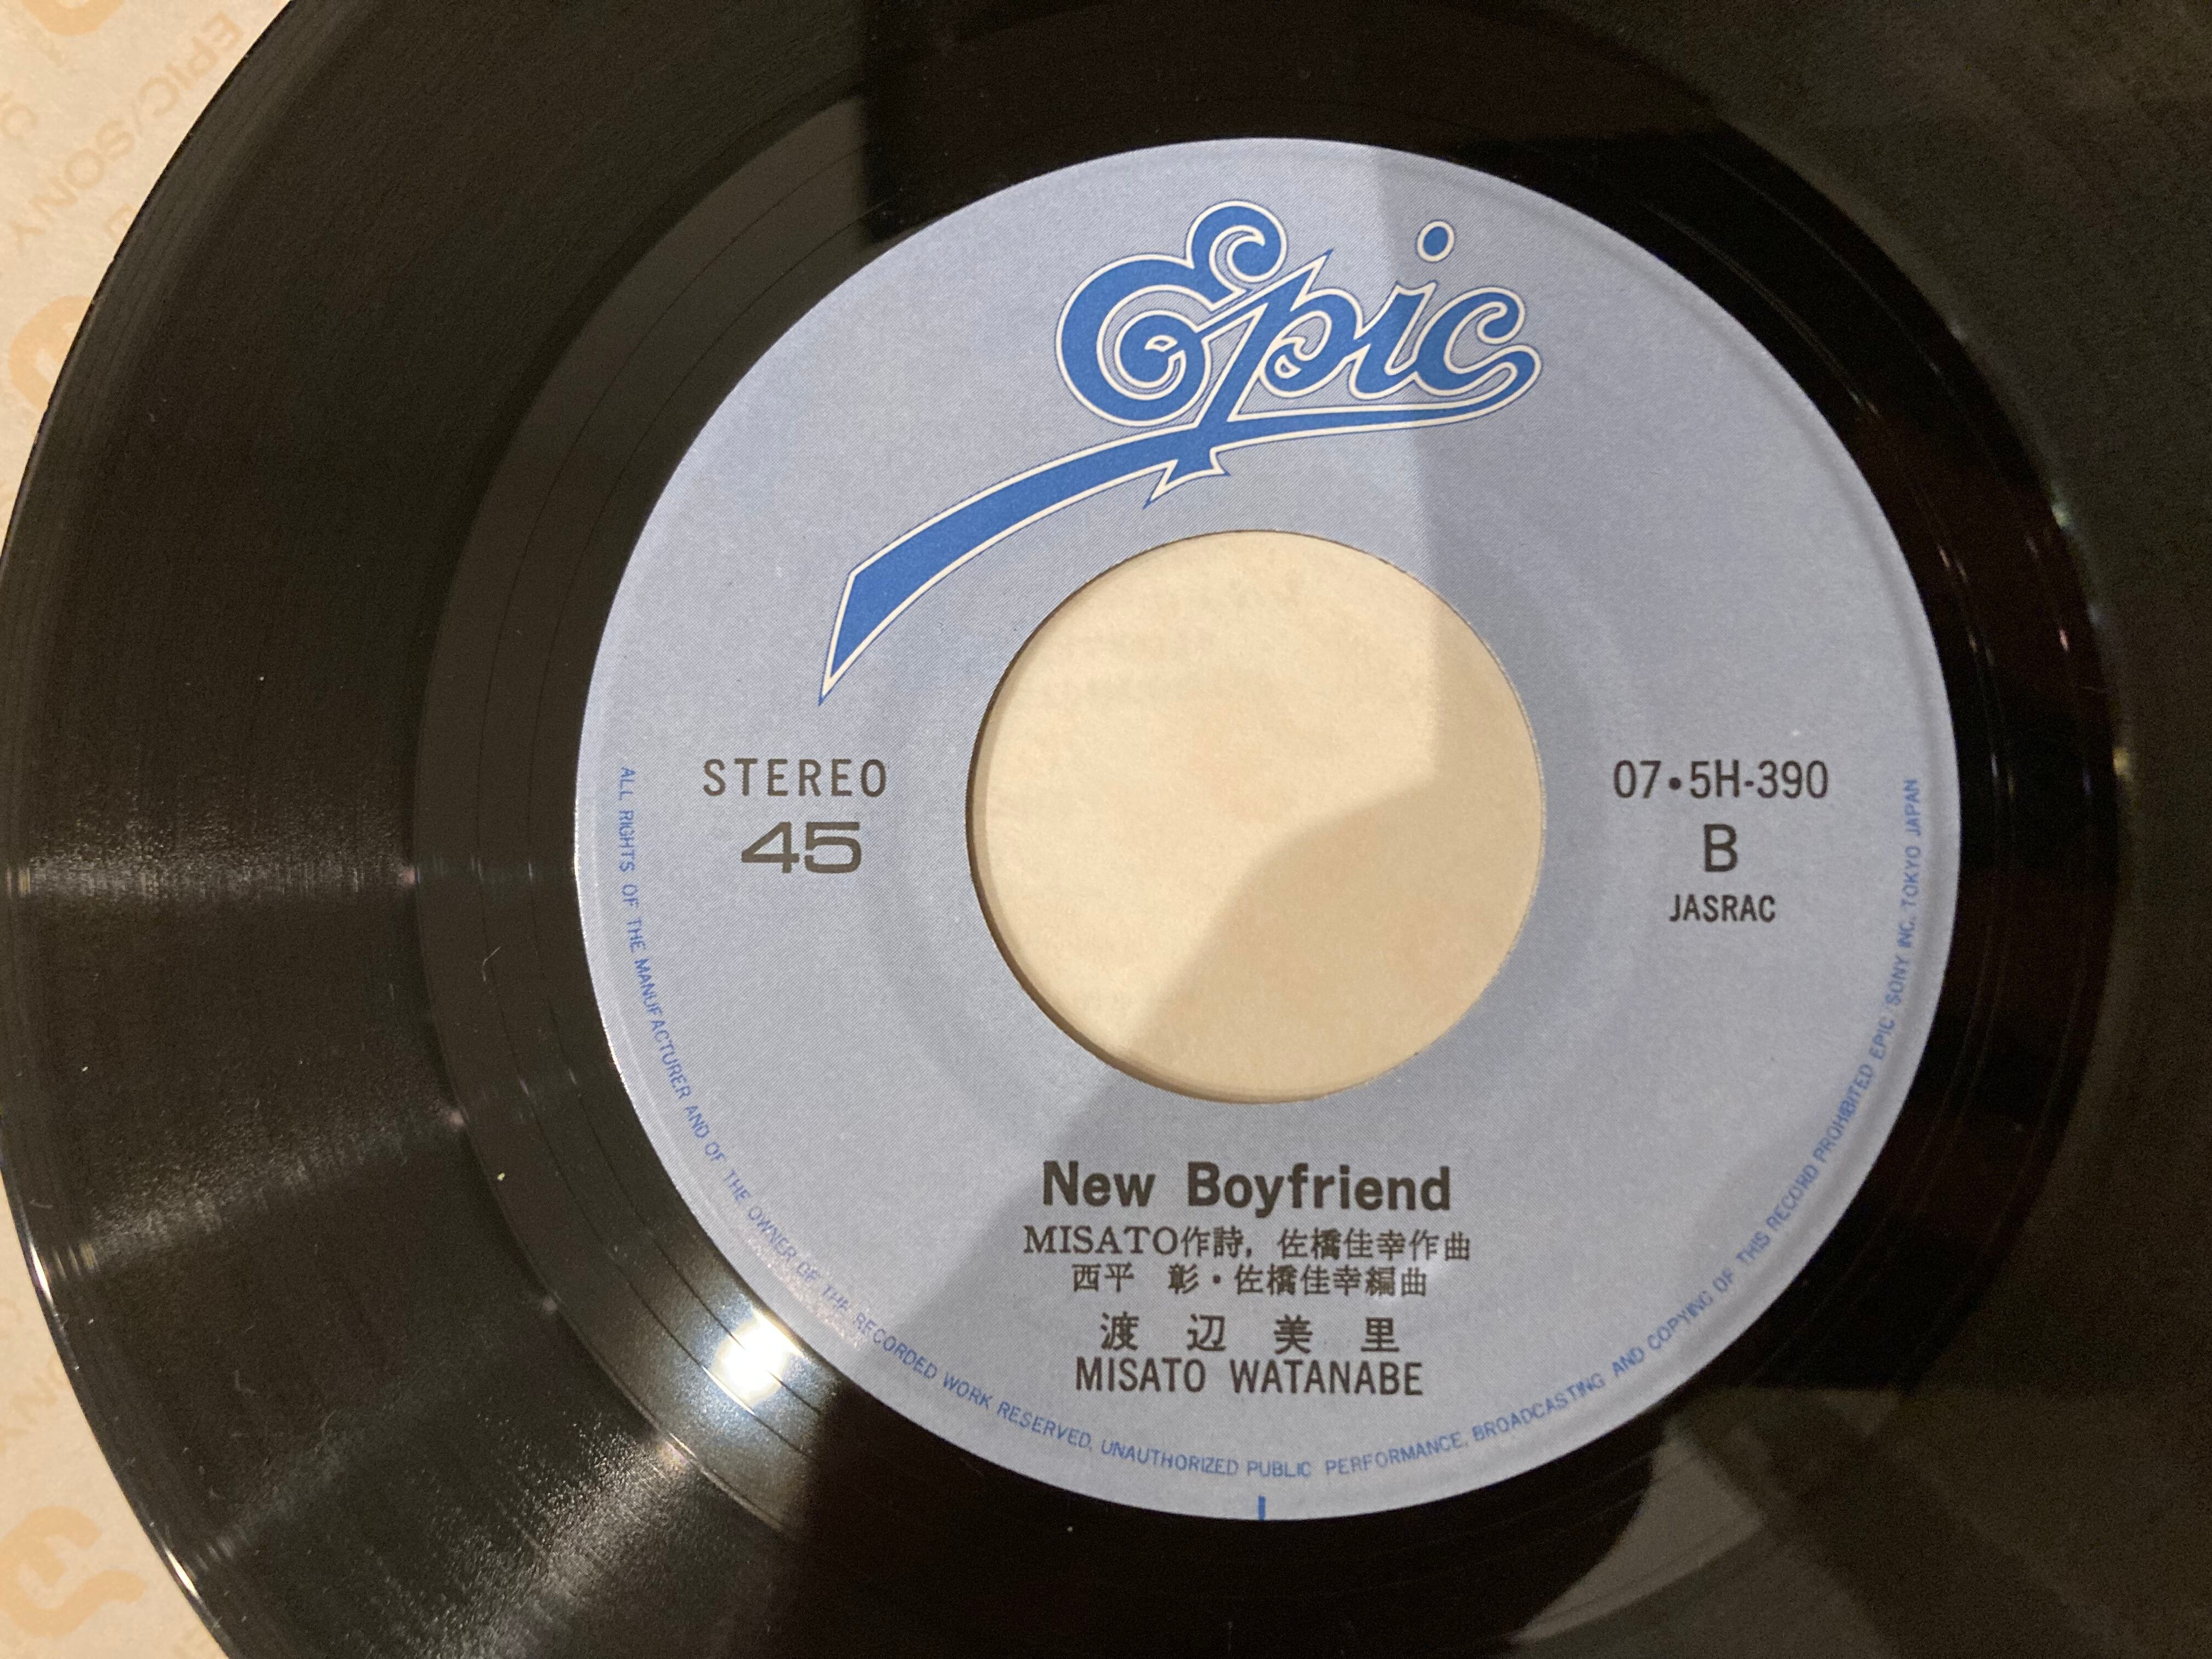 EPIC/SONY
Epic
STEREO
45
07・5H-390
B
JASRAC
New Boyfriend
MISATO作詩, 佐橋佳幸作曲
西平 彰・佐橋佳幸編曲
渡辺美里
MISATO WATANABE
ALL RIGHTS OF THE MANUFACTURER AND OF THE OWNER OF THE RECORDED WORK RESERVED, UNAUTHORIZED PUBLIC PERFORMANCE, BROADCASTING AND COPYING OF THIS RECORD PROHIBITED EPIC SONY INC. TOKYO JAPAN